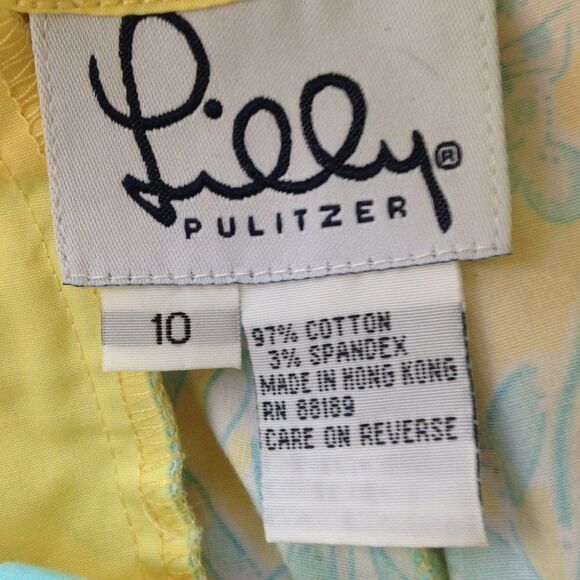 Lilly®
PULITZER
10
97% COTTON
3% SPANDEX
MADE IN HONG KONG
RN 88189
CARE ON REVERSE